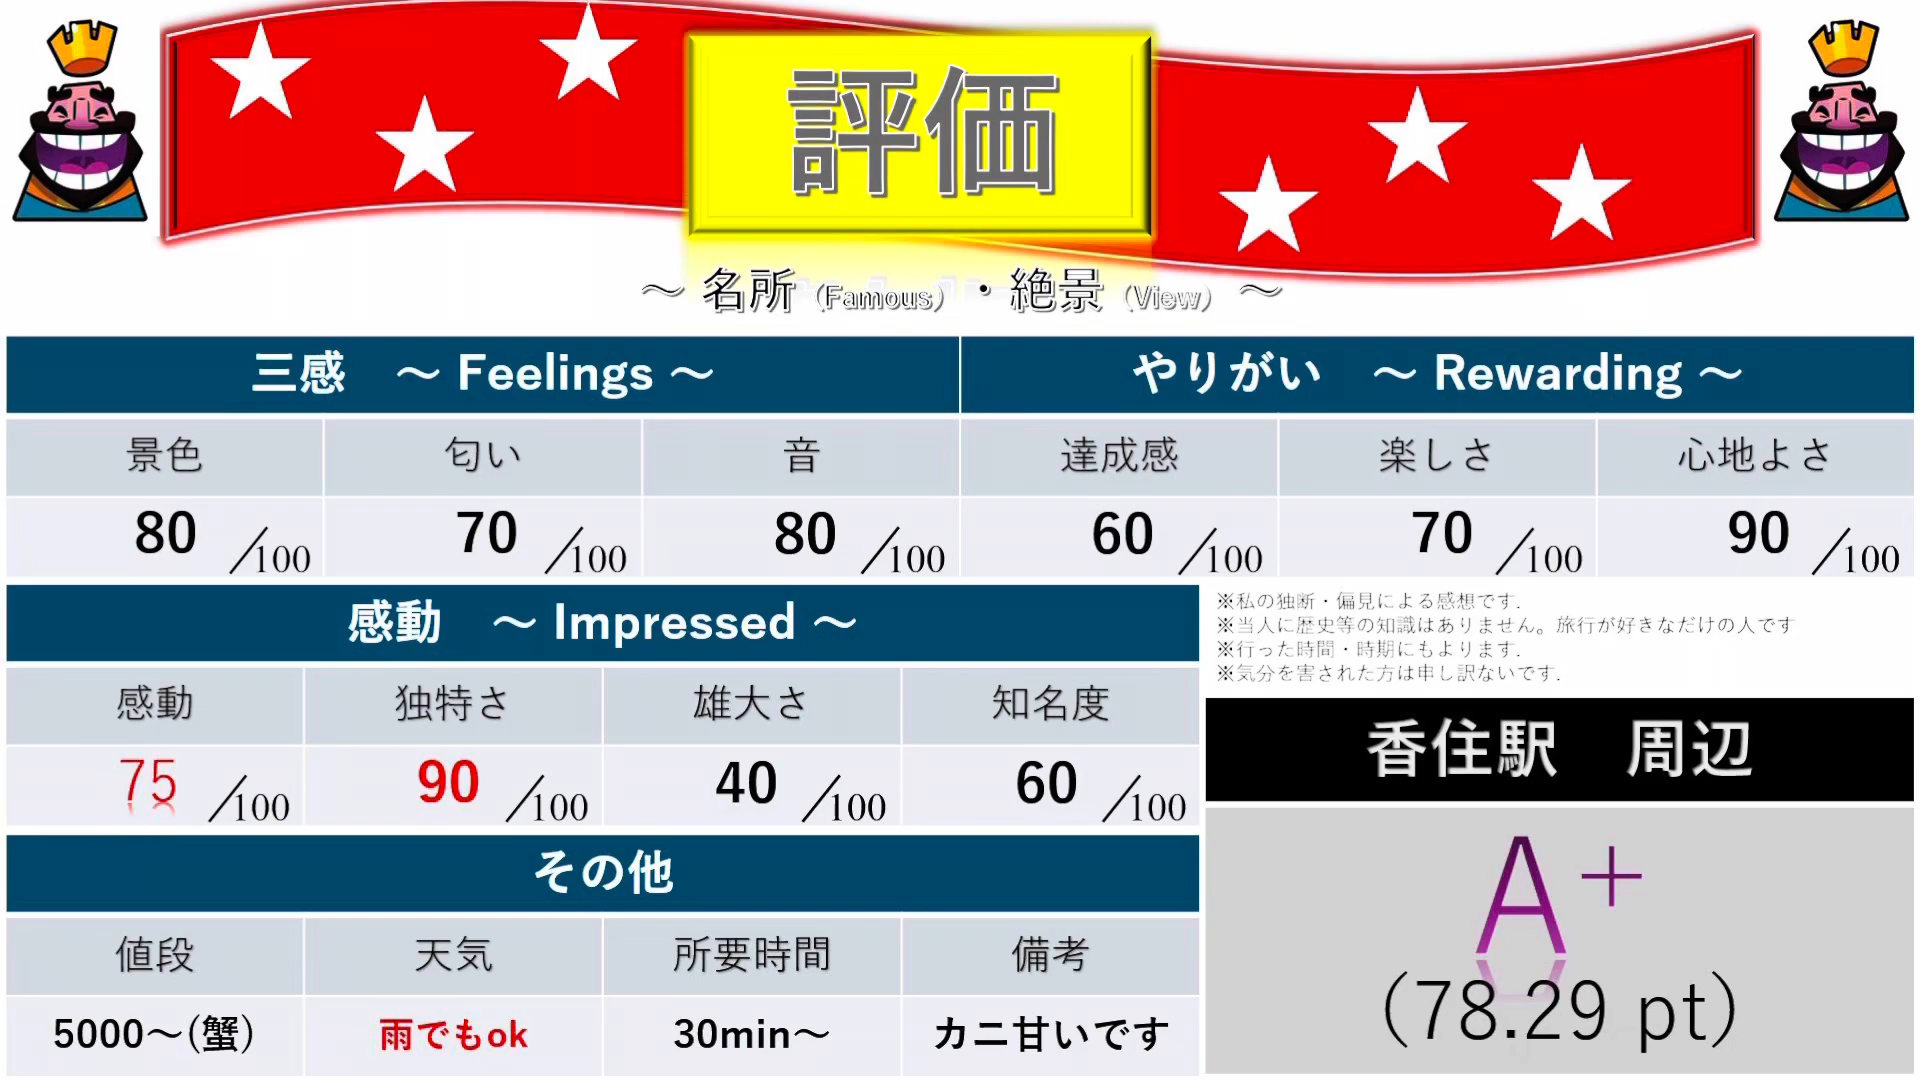 評価
～ 名所（Famous）・絶景（View） ～
三感　～ Feelings ～
やりがい　～ Rewarding ～
景色 匂い 音 達成感 楽しさ 心地よさ
80／100 70／100 80／100 60／100 70／100 90／100
感動　～ Impressed ～
感動 独特さ 雄大さ 知名度
75／100 90／100 40／100 60／100
その他
値段 天気 所要時間 備考
5000～(蟹) 雨でもok 30min～ カニ甘いです
※私の独断・偏見による感想です.
※当人に歴史等の知識はありません。旅行が好きなだけの人です
※行った時間・時期にもよります.
※気分を害された方は申し訳ないです.
香住駅　周辺
A+
（78.29 pt）